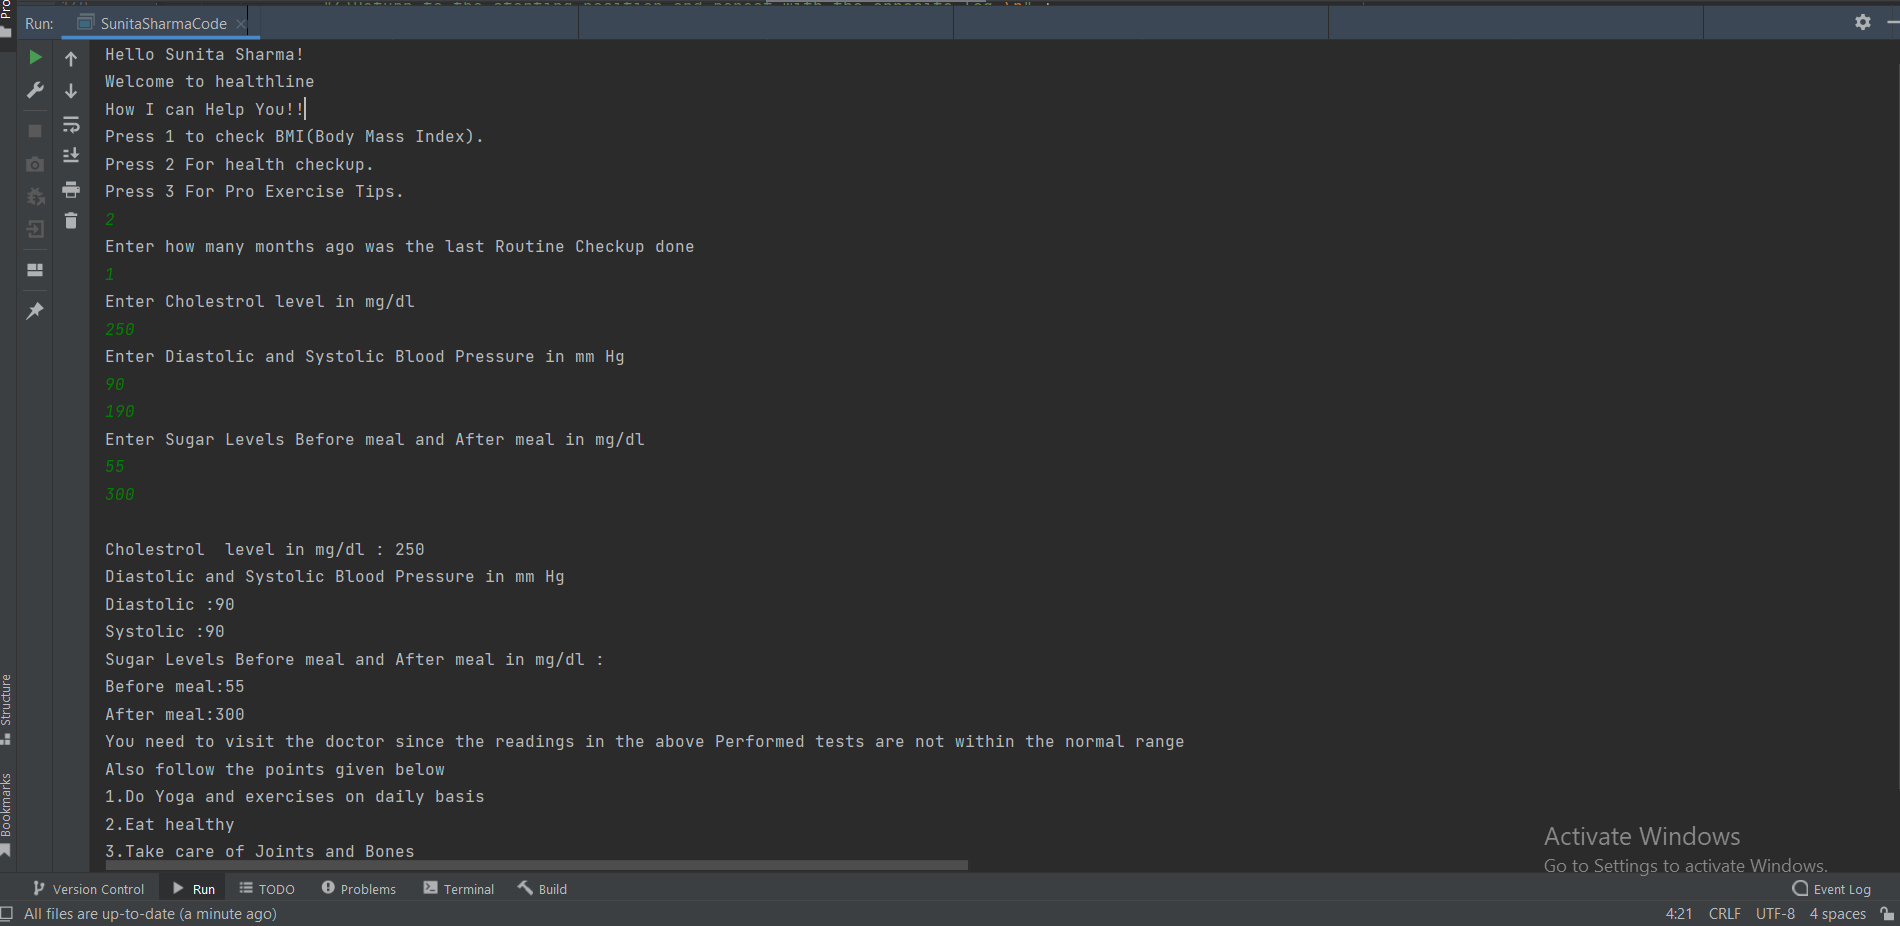 Run: SunitaSharmaCode
Hello Sunita Sharma!
Welcome to healthline
How I can Help You!!
Press 1 to check BMI(Body Mass Index).
Press 2 For health checkup.
Press 3 For Pro Exercise Tips.
2
Enter how many months ago was the last Routine Checkup done
1
Enter Cholestrol level in mg/dl
250
Enter Diastolic and Systolic Blood Pressure in mm Hg
90
190
Enter Sugar Levels Before meal and After meal in mg/dl
55
300
Cholestrol  level in mg/dl : 250
Diastolic and Systolic Blood Pressure in mm Hg
Diastolic :90
Systolic :90
Sugar Levels Before meal and After meal in mg/dl :
Before meal:55
After meal:300
You need to visit the doctor since the readings in the above Performed tests are not within the normal range
Also follow the points given below
1.Do Yoga and exercises on daily basis
2.Eat healthy
3.Take care of Joints and Bones
Structure
Bookmarks
Activate Windows
Go to Settings to activate Windows.
Version Control Run TODO Problems Terminal Build Event Log
All files are up-to-date (a minute ago) 4:21 CRLF UTF-8 4 spaces